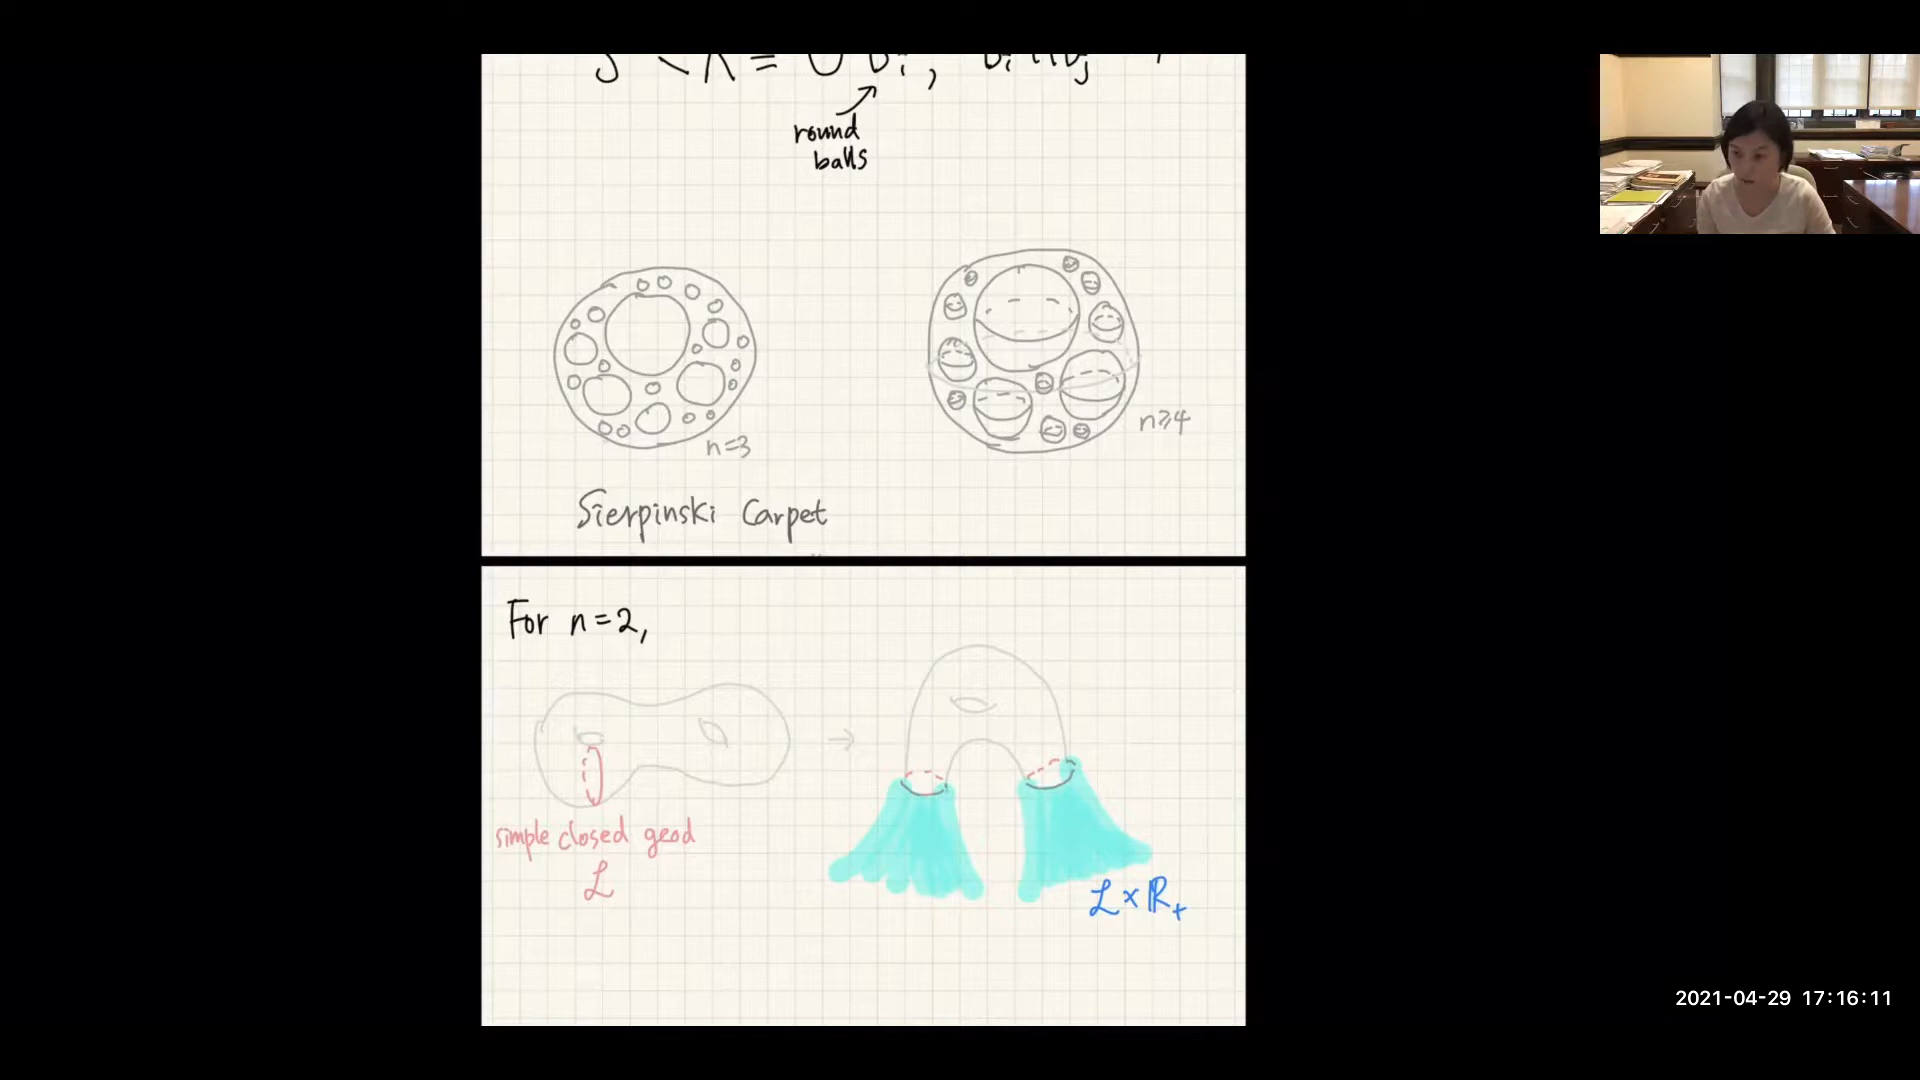 round
balls
n=3
n≥4
Sierpinski Carpet
For n=2,
→
simple closed geod
ℒ
ℒ×ℝ₊
2021-04-29 17:16:11